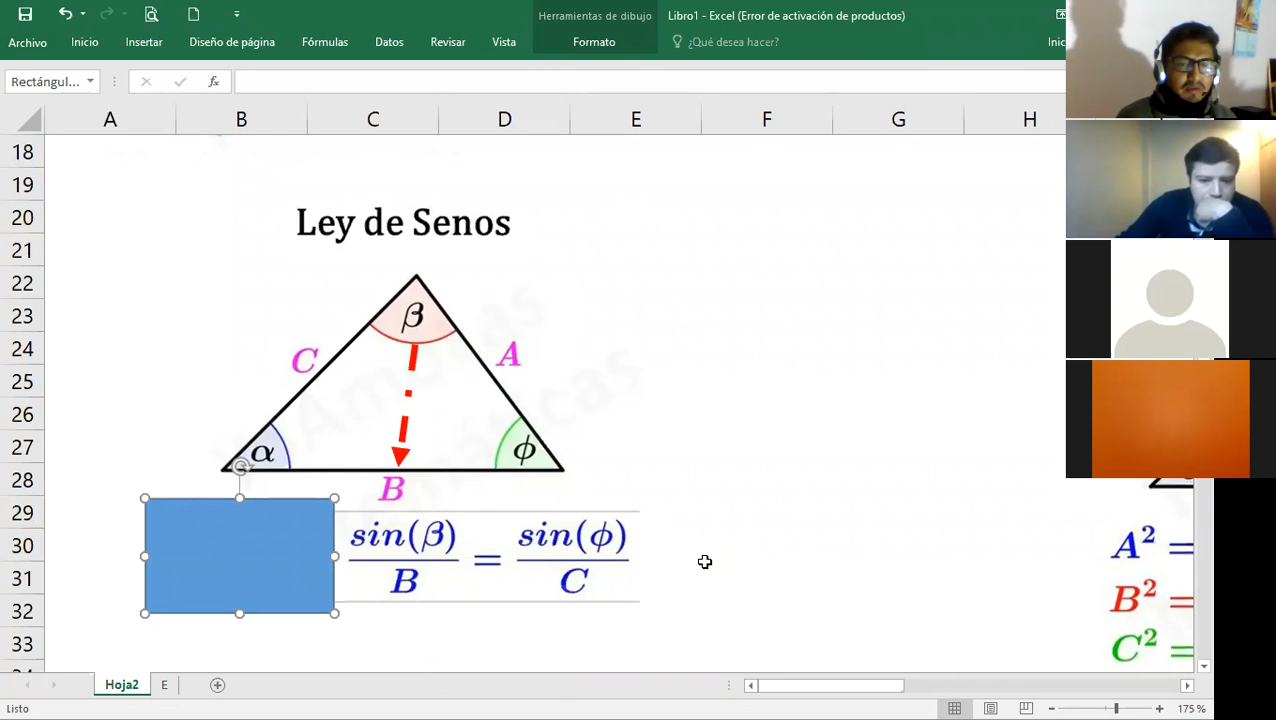 Herramientas de dibujo
Libro1 - Excel (Error de activación de productos)
Archivo
Inicio
Insertar
Diseño de página
Fórmulas
Datos
Revisar
Vista
Formato
¿Qué desea hacer?
Inic
Rectángul...
fx
A B C D E F G H
18
19
20
21
22
23
24
25
26
27
28
29
30
31
32
33
Ley de Senos
β
C
A
α
ϕ
B
sin(β)/B = sin(ϕ)/C
A² =
B² =
C² =
Hoja2
E
Listo
175 %